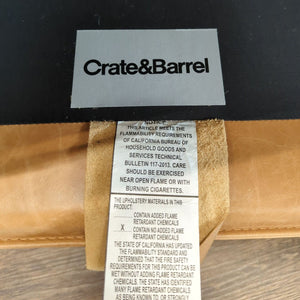 Crate&Barrel
NOTICE
THIS ARTICLE MEETS THE
FLAMMABILITY REQUIREMENTS
OF CALIFORNIA BUREAU OF
HOUSEHOLD GOODS AND
SERVICES TECHNICAL
BULLETIN 117-2013. CARE
SHOULD BE EXERCISED
NEAR OPEN FLAME OR WITH
BURNING CIGARETTES.
THE UPHOLSTERY MATERIALS IN THIS
PRODUCT:
CONTAIN ADDED FLAME
RETARDANT CHEMICALS
X CONTAIN NO ADDED FLAME
RETARDANT CHEMICALS
THE STATE OF CALIFORNIA HAS UPDATED
THE FLAMMABILITY STANDARD AND
DETERMINED THAT THE FIRE SAFETY
REQUIREMENTS FOR THIS PRODUCT CAN BE
MET WITHOUT ADDING FLAME RETARDANT
CHEMICALS. THE STATE HAS IDENTIFIED
MANY FLAME RETARDANT CHEMICALS
AS BEING KNOWN TO, OR STRONGLY